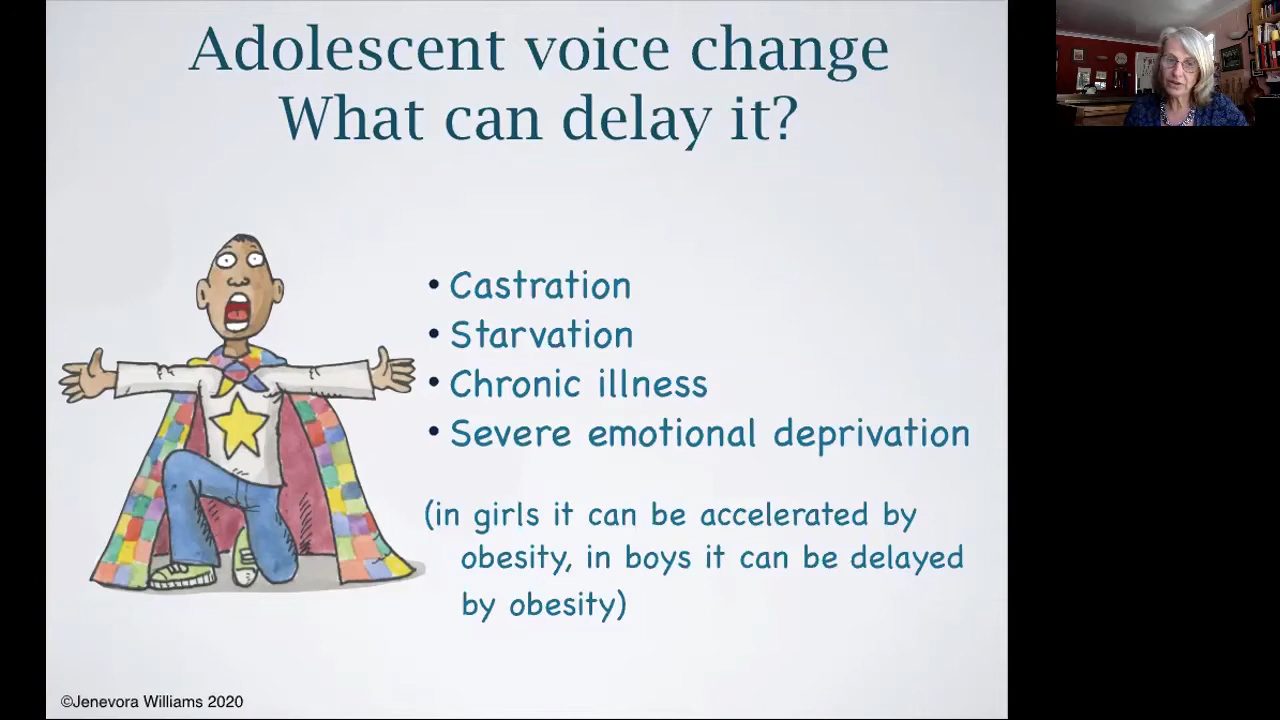 Adolescent voice change
What can delay it?
• Castration
• Starvation
• Chronic illness
• Severe emotional deprivation
(in girls it can be accelerated by
obesity, in boys it can be delayed
by obesity)
©Jenevora Williams 2020